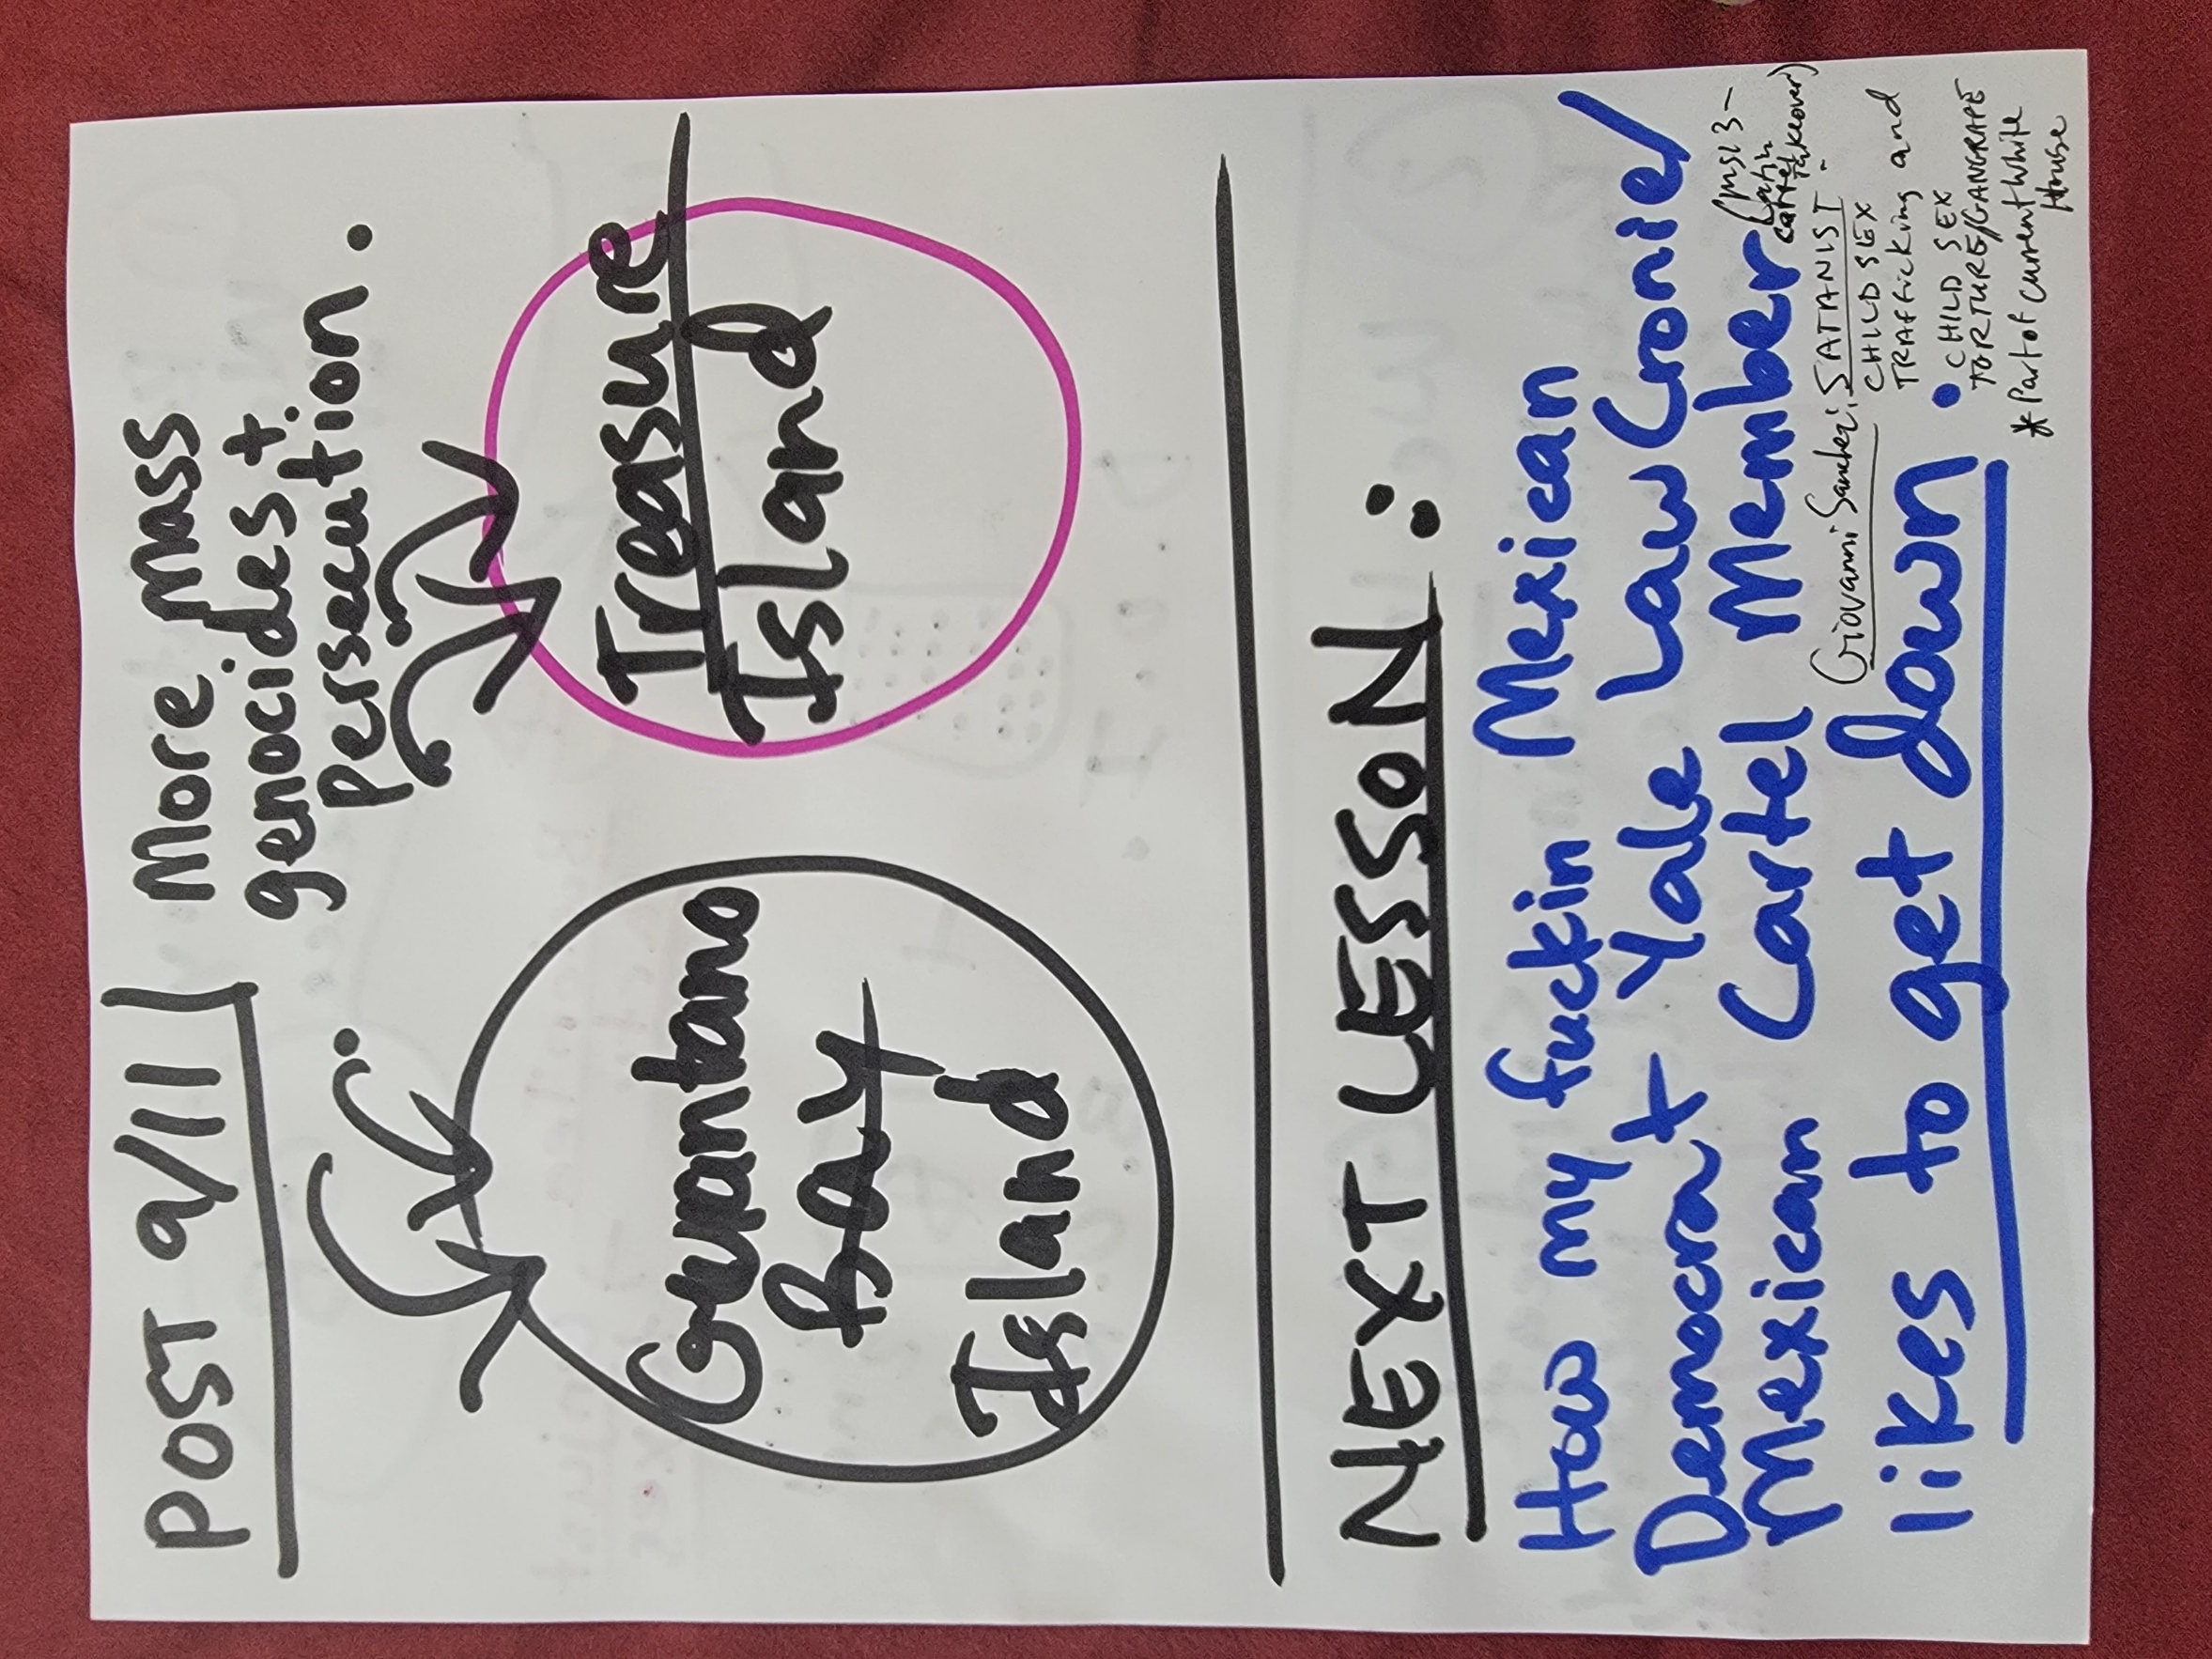 POST 9/11
More mass
genocides +
persecution.
Guantano
Bay
Island
Treasure
Island
NEXT LESSON :
How my fuckin Mexican
Democrat Yale Law Cronie/
Mexican Cartel Member
(MS13-
Latin
cartel
Takeover)
likes to get down.
Giovanni Sanchez: SATANIST
CHILD SEX
TRAfficking and
CHILD SEX
TORTURE/GANGRAPE
* Part of current White
House